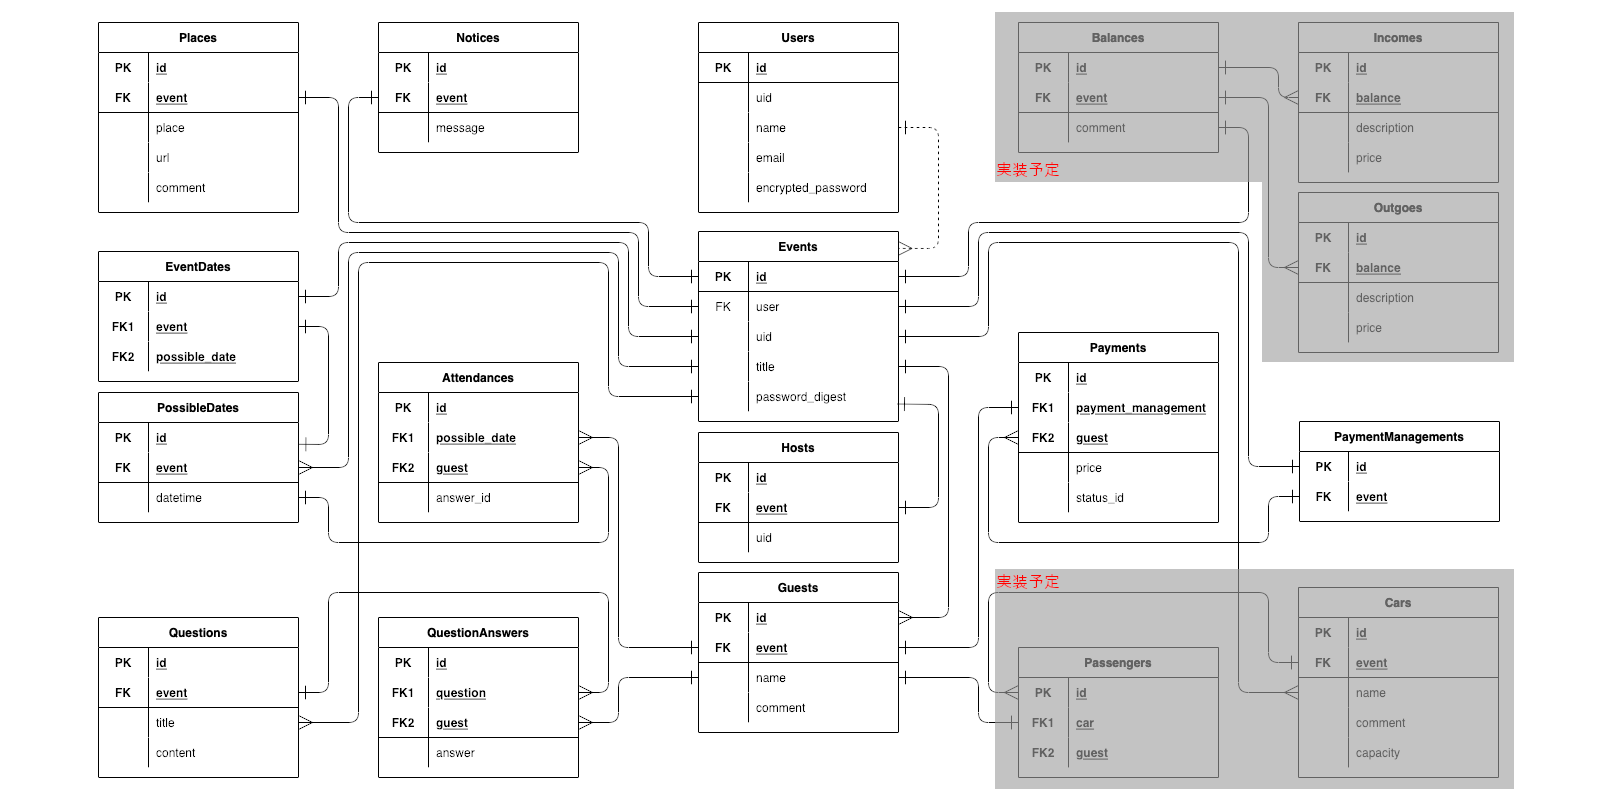 Places
PK id
FK event
place
url
comment
Notices
PK id
FK event
message
Users
PK id
uid
name
email
encrypted_password
Balances
PK id
FK event
comment
実装予定
Incomes
PK id
FK balance
description
price
Outgoes
PK id
FK balance
description
price
EventDates
PK id
FK1 event
FK2 possible_date
PossibleDates
PK id
FK event
datetime
Attendances
PK id
FK1 possible_date
FK2 guest
answer_id
Events
PK id
FK user
uid
title
password_digest
Hosts
PK id
FK event
uid
Payments
PK id
FK1 payment_management
FK2 guest
price
status_id
PaymentManagements
PK id
FK event
Questions
PK id
FK event
title
content
QuestionAnswers
PK id
FK1 question
FK2 guest
answer
Guests
PK id
FK event
name
comment
実装予定
Passengers
PK id
FK1 car
FK2 guest
Cars
PK id
FK event
name
comment
capacity